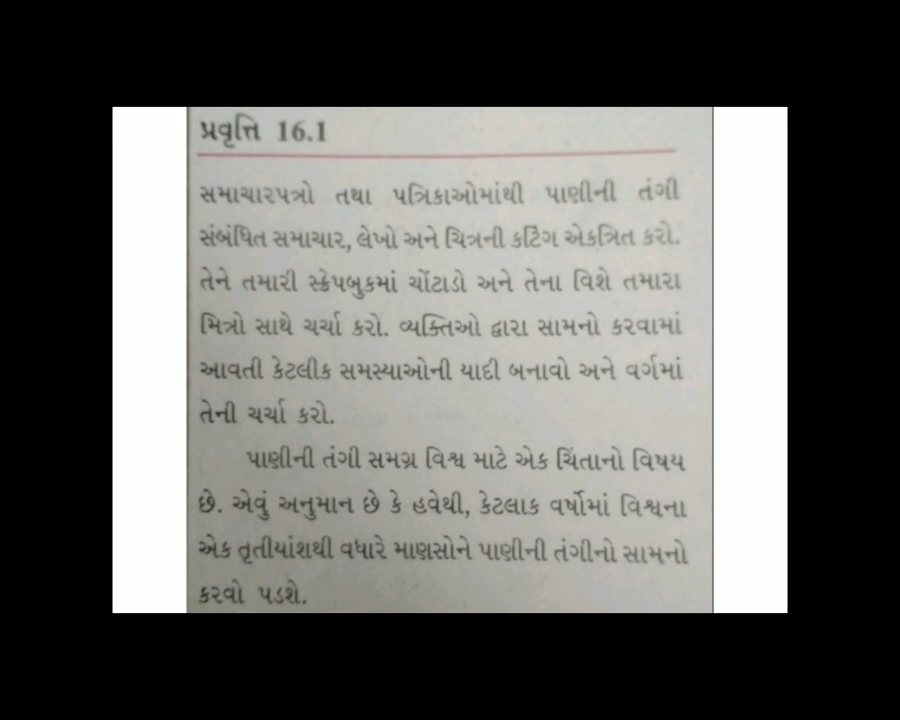 પ્રવૃત્તિ 16.1
સમાચારપત્રો તથા પત્રિકાઓમાંથી પાણીની તંગી
સંબંધિત સમાચાર, લેખો અને ચિત્રની કટિંગ એકત્રિત કરો.
તેને તમારી સ્ક્રેપબુકમાં ચોંટાડો અને તેના વિશે તમારા
મિત્રો સાથે ચર્ચા કરો. વ્યક્તિઓ દ્વારા સામનો કરવામાં
આવતી કેટલીક સમસ્યાઓની યાદી બનાવો અને વર્ગમાં
તેની ચર્ચા કરો.
પાણીની તંગી સમગ્ર વિશ્વ માટે એક ચિંતાનો વિષય
છે. એવું અનુમાન છે કે હવેથી, કેટલાક વર્ષોમાં વિશ્વના
એક તૃતીયાંશથી વધારે માણસોને પાણીની તંગીનો સામનો
કરવો પડશે.